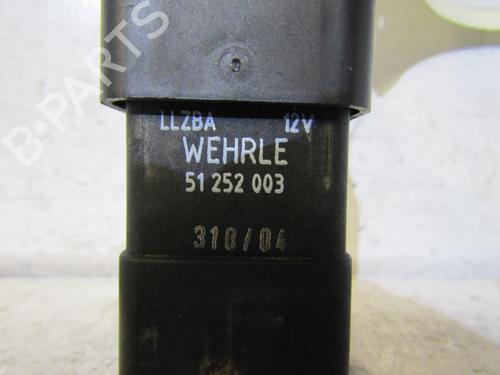 LLZBA 12V
WEHRLE
51 252 003
310/04
B-PARTS